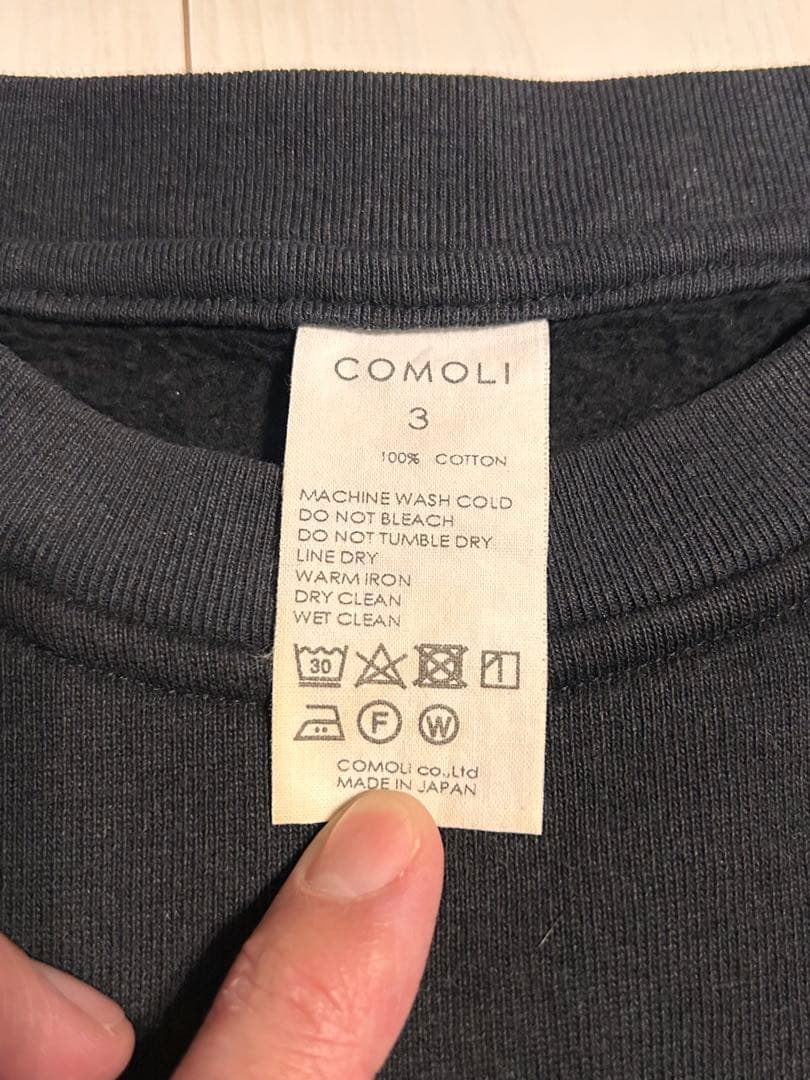 COMOLI
3
100% COTTON
MACHINE WASH COLD
DO NOT BLEACH
DO NOT TUMBLE DRY
LINE DRY
WARM IRON
DRY CLEAN
WET CLEAN
30
F W
COMOLI co.,Ltd
MADE IN JAPAN